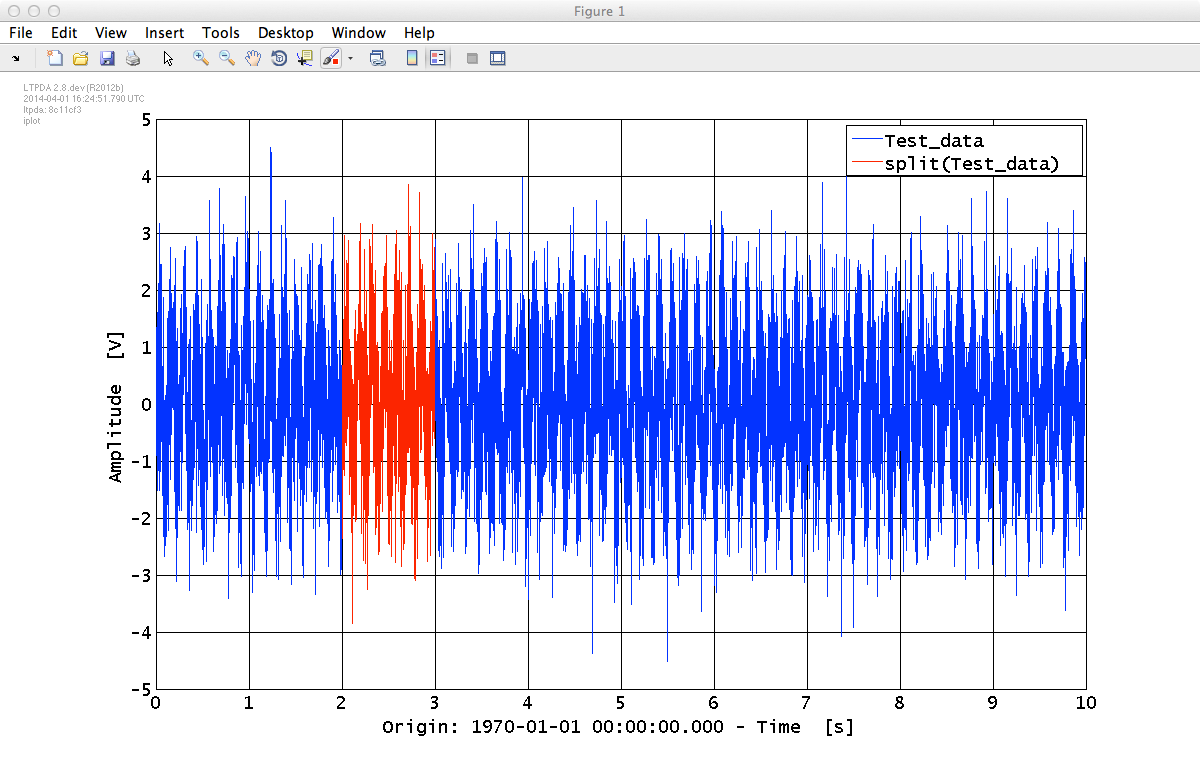 Figure 1
File Edit View Insert Tools Desktop Window Help
LTPDA 2.8.dev (R2012b)
2014-04-01 16:24:51.790 UTC
ltpda: 8c11cf3
iplot
Test_data
split(Test_data)
5
4
3
2
1
0
-1
-2
-3
-4
-5
Amplitude [V]
0 1 2 3 4 5 6 7 8 9 10
Origin: 1970-01-01 00:00:00.000 - Time [s]